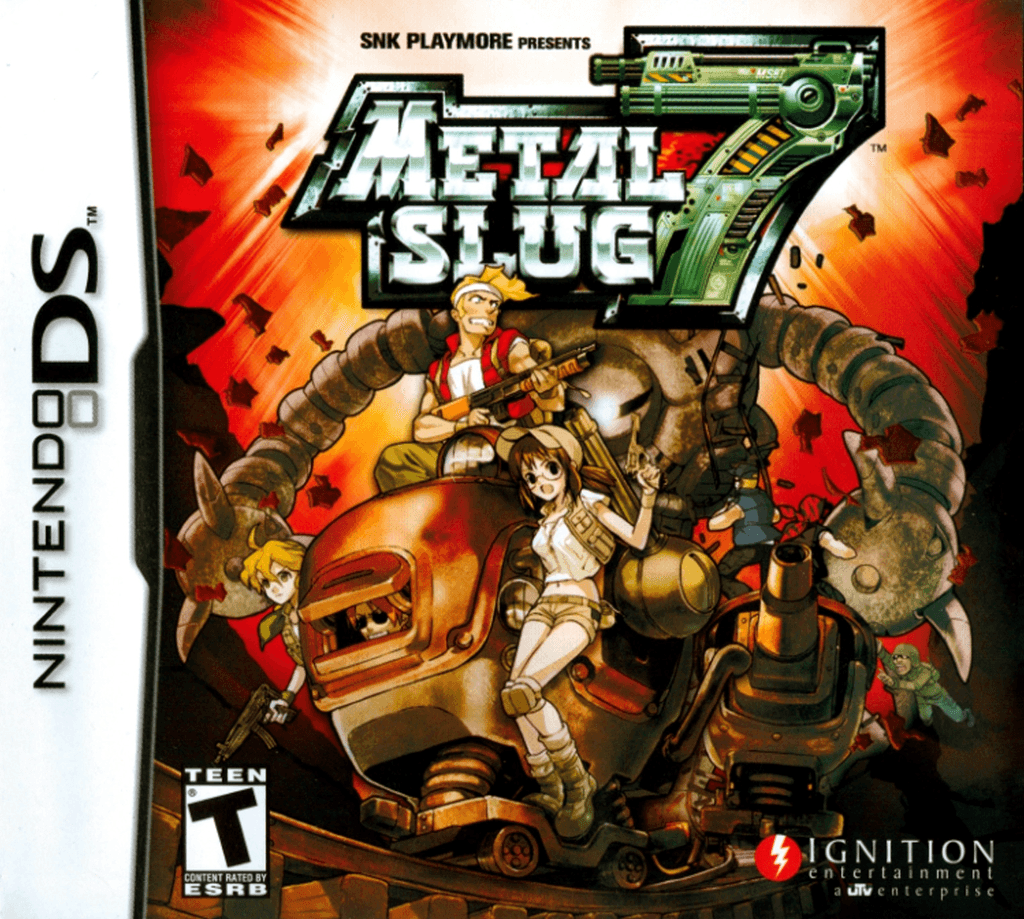 SNK PLAYMORE PRESENTS
METAL
SLUG
7
TM
NINTENDO DS
TM
TEEN
T
®
CONTENT RATED BY
ESRB
IGNITION
entertainment
a UTV enterprise